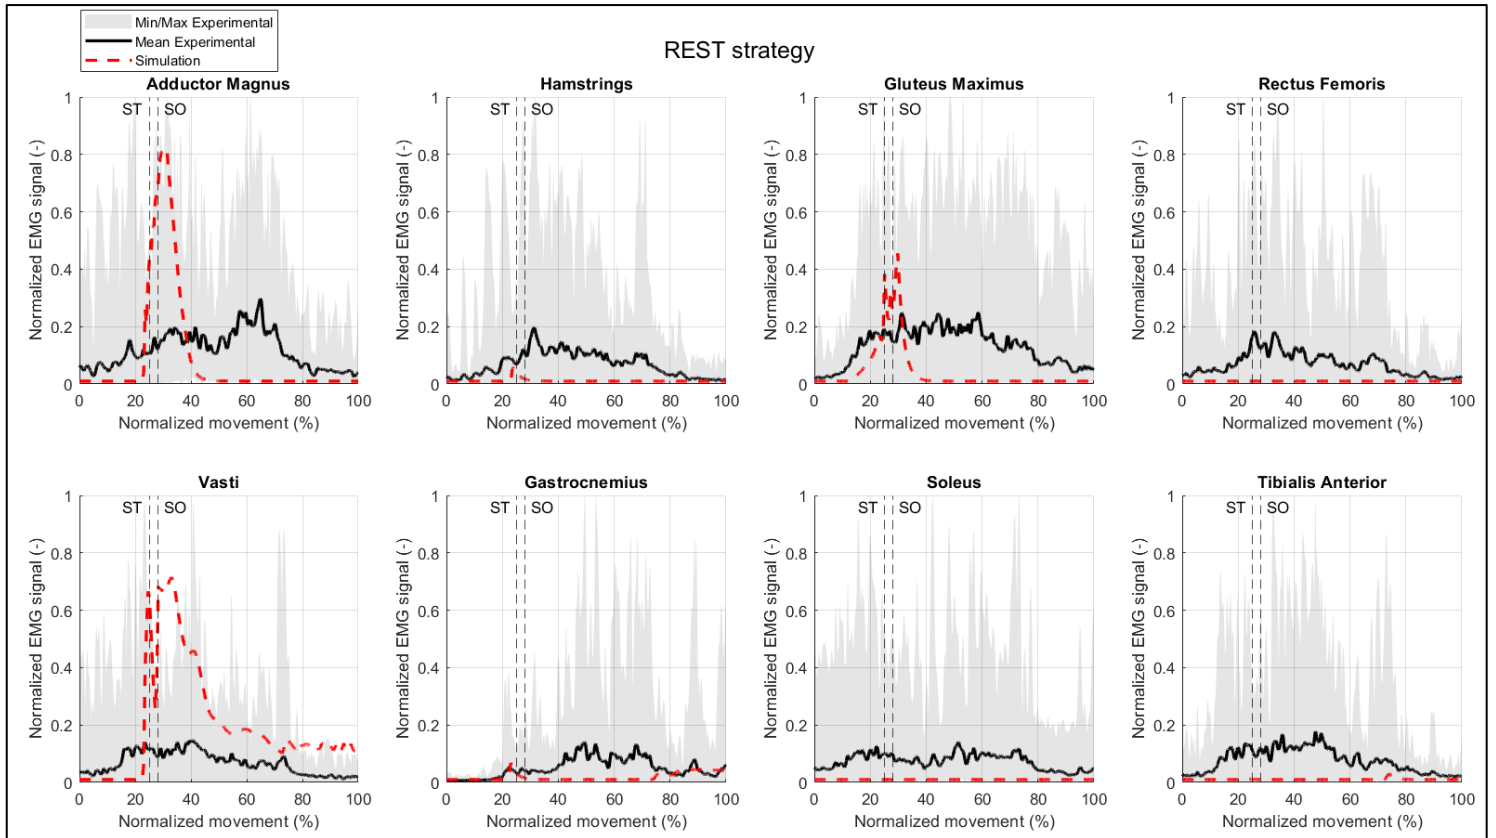 Min/Max Experimental
Mean Experimental
Simulation
REST strategy
Adductor Magnus
ST SO
Normalized EMG signal (-)
1
0.8
0.6
0.4
0.2
0
0 20 40 60 80 100
Normalized movement (%)
Hamstrings
ST SO
Normalized EMG signal (-)
1
0.8
0.6
0.4
0.2
0
0 20 40 60 80 100
Normalized movement (%)
Gluteus Maximus
ST SO
Normalized EMG signal (-)
1
0.8
0.6
0.4
0.2
0
0 20 40 60 80 100
Normalized movement (%)
Rectus Femoris
ST SO
Normalized EMG signal (-)
1
0.8
0.6
0.4
0.2
0
0 20 40 60 80 100
Normalized movement (%)
Vasti
ST SO
Normalized EMG signal (-)
1
0.8
0.6
0.4
0.2
0
0 20 40 60 80 100
Normalized movement (%)
Gastrocnemius
ST SO
Normalized EMG signal (-)
1
0.8
0.6
0.4
0.2
0
0 20 40 60 80 100
Normalized movement (%)
Soleus
ST SO
Normalized EMG signal (-)
1
0.8
0.6
0.4
0.2
0
0 20 40 60 80 100
Normalized movement (%)
Tibialis Anterior
ST SO
Normalized EMG signal (-)
1
0.8
0.6
0.4
0.2
0
0 20 40 60 80 100
Normalized movement (%)